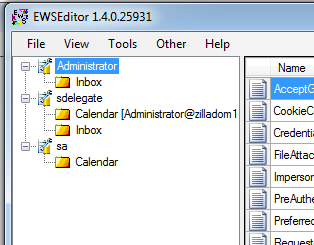 EWSEditor 1.4.0.25931
File View Tools Other Help
Administrator
Inbox
sdelegate
Calendar [Administrator@zilladom1
Inbox
sa
Calendar
Name
AcceptG
CookieC
Credentia
FileAttac
Imperson
PreAuthe
Preferred
Request